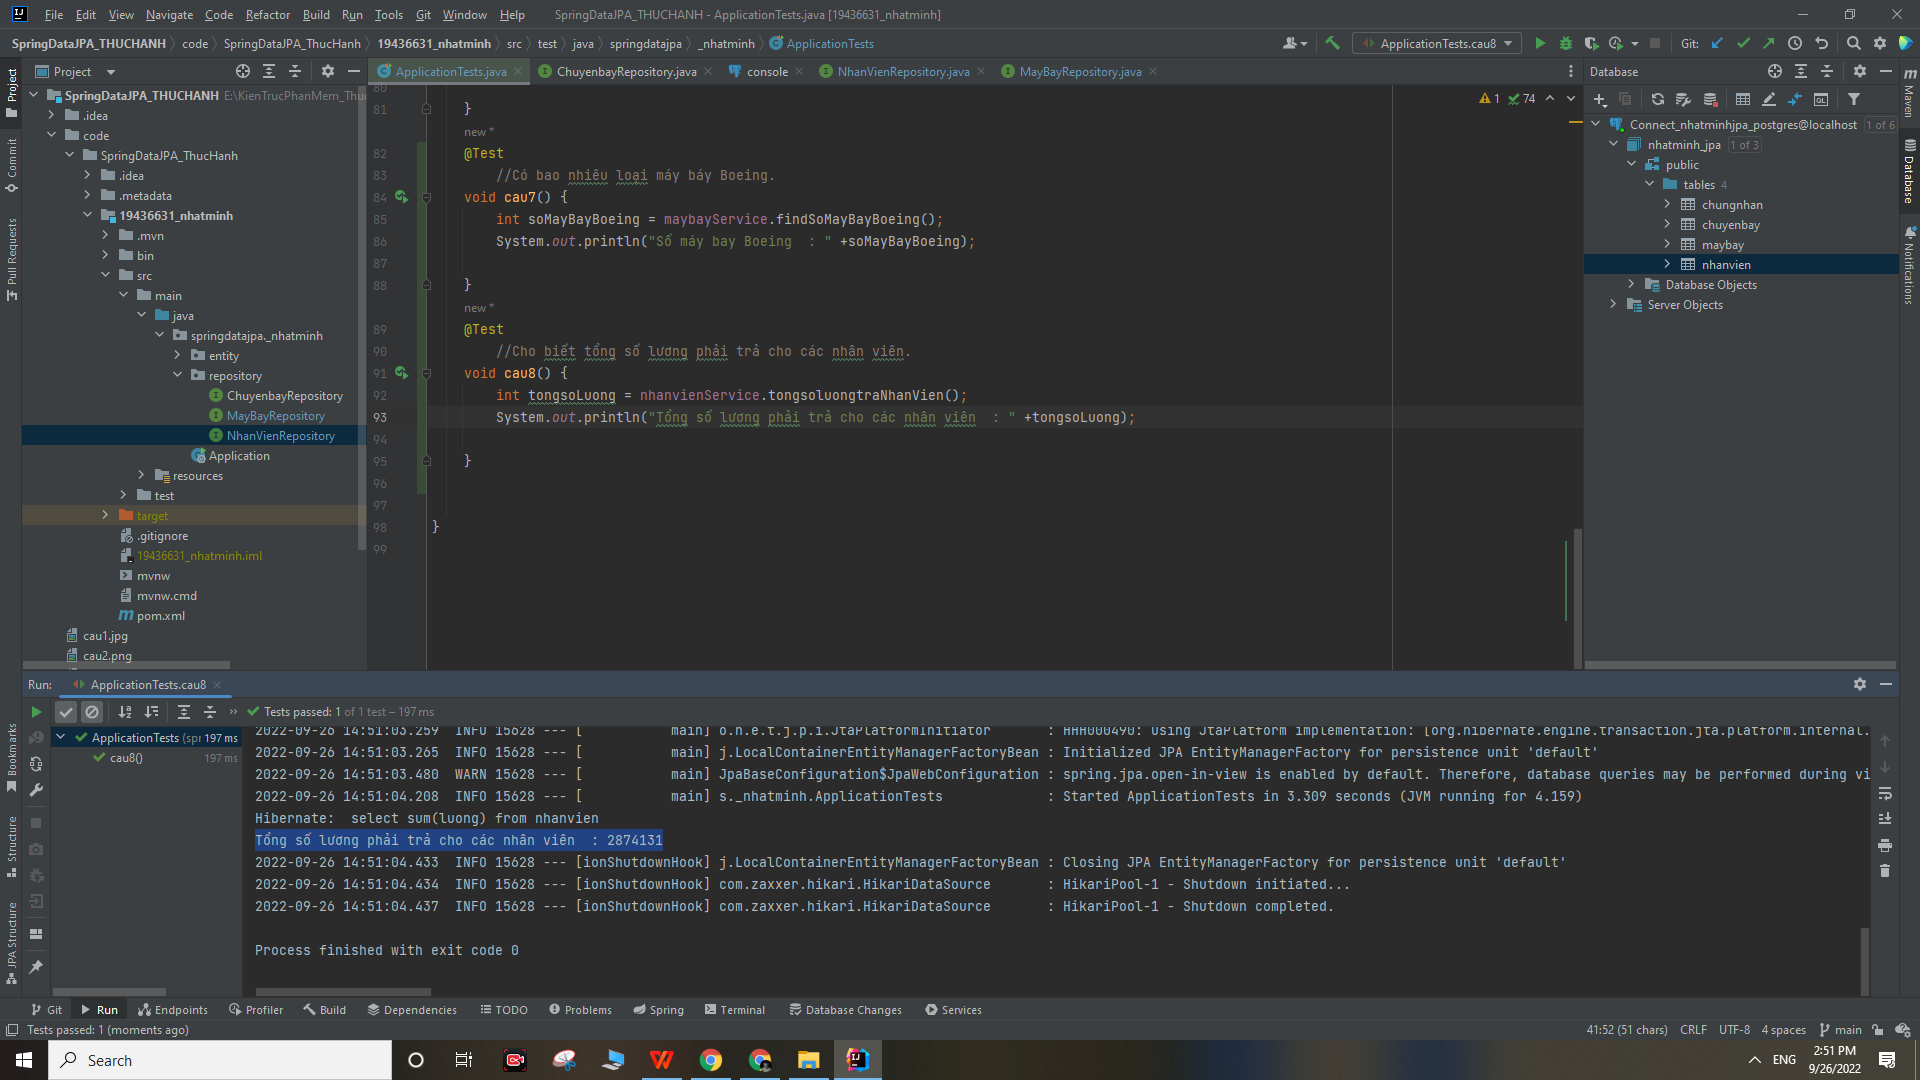 File Edit View Navigate Code Refactor Build Run Tools Git Window Help SpringDataJPA_THUCHANH - ApplicationTests.java [19436631_nhatminh]
SpringDataJPA_THUCHANH code SpringDataJPA_ThucHanh 19436631_nhatminh src test java springdatajpa _nhatminh ApplicationTests
ApplicationTests.cau8 Git:
Project
ApplicationTests.java ChuyenbayRepository.java console NhanVienRepository.java MayBayRepository.java
Database
Project
Commit
Pull Requests
Bookmarks
Structure
JPA Structure
Maven
Database
Notifications
SpringDataJPA_THUCHANH E:\KienTrucPhanMem_Thu
.idea
code
SpringDataJPA_ThucHanh
.idea
.metadata
19436631_nhatminh
.mvn
bin
src
main
java
springdatajpa._nhatminh
entity
repository
ChuyenbayRepository
MayBayRepository
NhanVienRepository
Application
resources
test
target
.gitignore
19436631_nhatminh.iml
mvnw
mvnw.cmd
pom.xml
cau1.jpg
cau2.png
1 74
80
81 }
new *
82 @Test
83 //Có bao nhiêu loại máy báy Boeing.
84 void cau7() {
85 int soMayBayBoeing = maybayService.findSoMayBayBoeing();
86 System.out.println("Số máy bay Boeing  : " +soMayBayBoeing);
87
88 }
new *
89 @Test
90 //Cho biết tổng số lương phải trả cho các nhân viên.
91 void cau8() {
92 int tongsoLuong = nhanvienService.tongsoluongtraNhanVien();
93 System.out.println("Tổng số lương phải trả cho các nhân viên  : " +tongsoLuong);
94
95 }
96
97
98 }
99
Connect_nhatminhjpa_postgres@localhost 1 of 6
nhatminh_jpa 1 of 3
public
tables 4
chungnhan
chuyenbay
maybay
nhanvien
Database Objects
Server Objects
Run: ApplicationTests.cau8
Tests passed: 1 of 1 test – 197 ms
ApplicationTests (spr 197 ms
cau8() 197 ms
2022-09-26 14:51:03.259  INFO 15628 --- [           main] o.h.e.t.j.p.i.JtaPlatformInitiator       : HHH000490: Using JtaPlatform implementation: [org.hibernate.engine.transaction.jta.platform.internal.
2022-09-26 14:51:03.265  INFO 15628 --- [           main] j.LocalContainerEntityManagerFactoryBean : Initialized JPA EntityManagerFactory for persistence unit 'default'
2022-09-26 14:51:03.480  WARN 15628 --- [           main] JpaBaseConfiguration$JpaWebConfiguration : spring.jpa.open-in-view is enabled by default. Therefore, database queries may be performed during vi
2022-09-26 14:51:04.208  INFO 15628 --- [           main] s._nhatminh.ApplicationTests             : Started ApplicationTests in 3.309 seconds (JVM running for 4.159)
Hibernate:  select sum(luong) from nhanvien
Tổng số lương phải trả cho các nhân viên  : 2874131
2022-09-26 14:51:04.433  INFO 15628 --- [ionShutdownHook] j.LocalContainerEntityManagerFactoryBean : Closing JPA EntityManagerFactory for persistence unit 'default'
2022-09-26 14:51:04.434  INFO 15628 --- [ionShutdownHook] com.zaxxer.hikari.HikariDataSource       : HikariPool-1 - Shutdown initiated...
2022-09-26 14:51:04.437  INFO 15628 --- [ionShutdownHook] com.zaxxer.hikari.HikariDataSource       : HikariPool-1 - Shutdown completed.
Process finished with exit code 0
Git Run Endpoints Profiler Build Dependencies TODO Problems Spring Terminal Database Changes Services
Tests passed: 1 (moments ago) 41:52 (51 chars) CRLF UTF-8 4 spaces main
Search
ENG 2:51 PM
9/26/2022